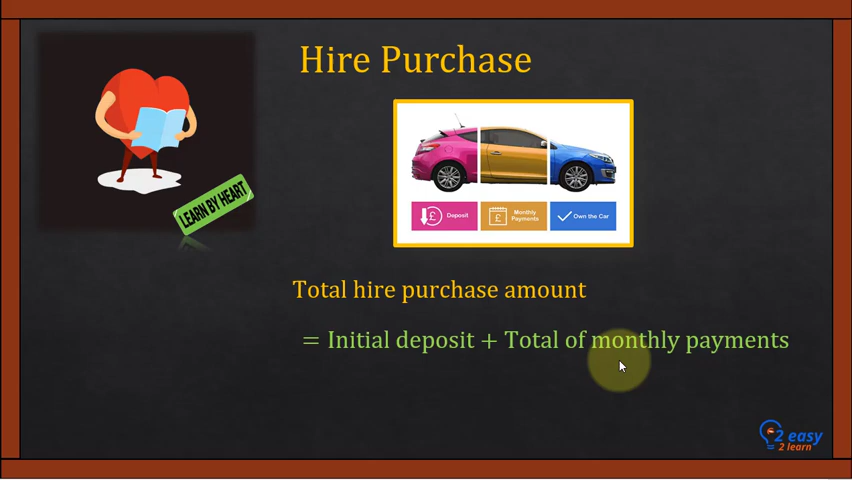 Hire Purchase
LEARN BY HEART
£ Deposit
£ Monthly
Payments
Own the Car
Total hire purchase amount
= Initial deposit + Total of monthly payments
2 easy
2 learn